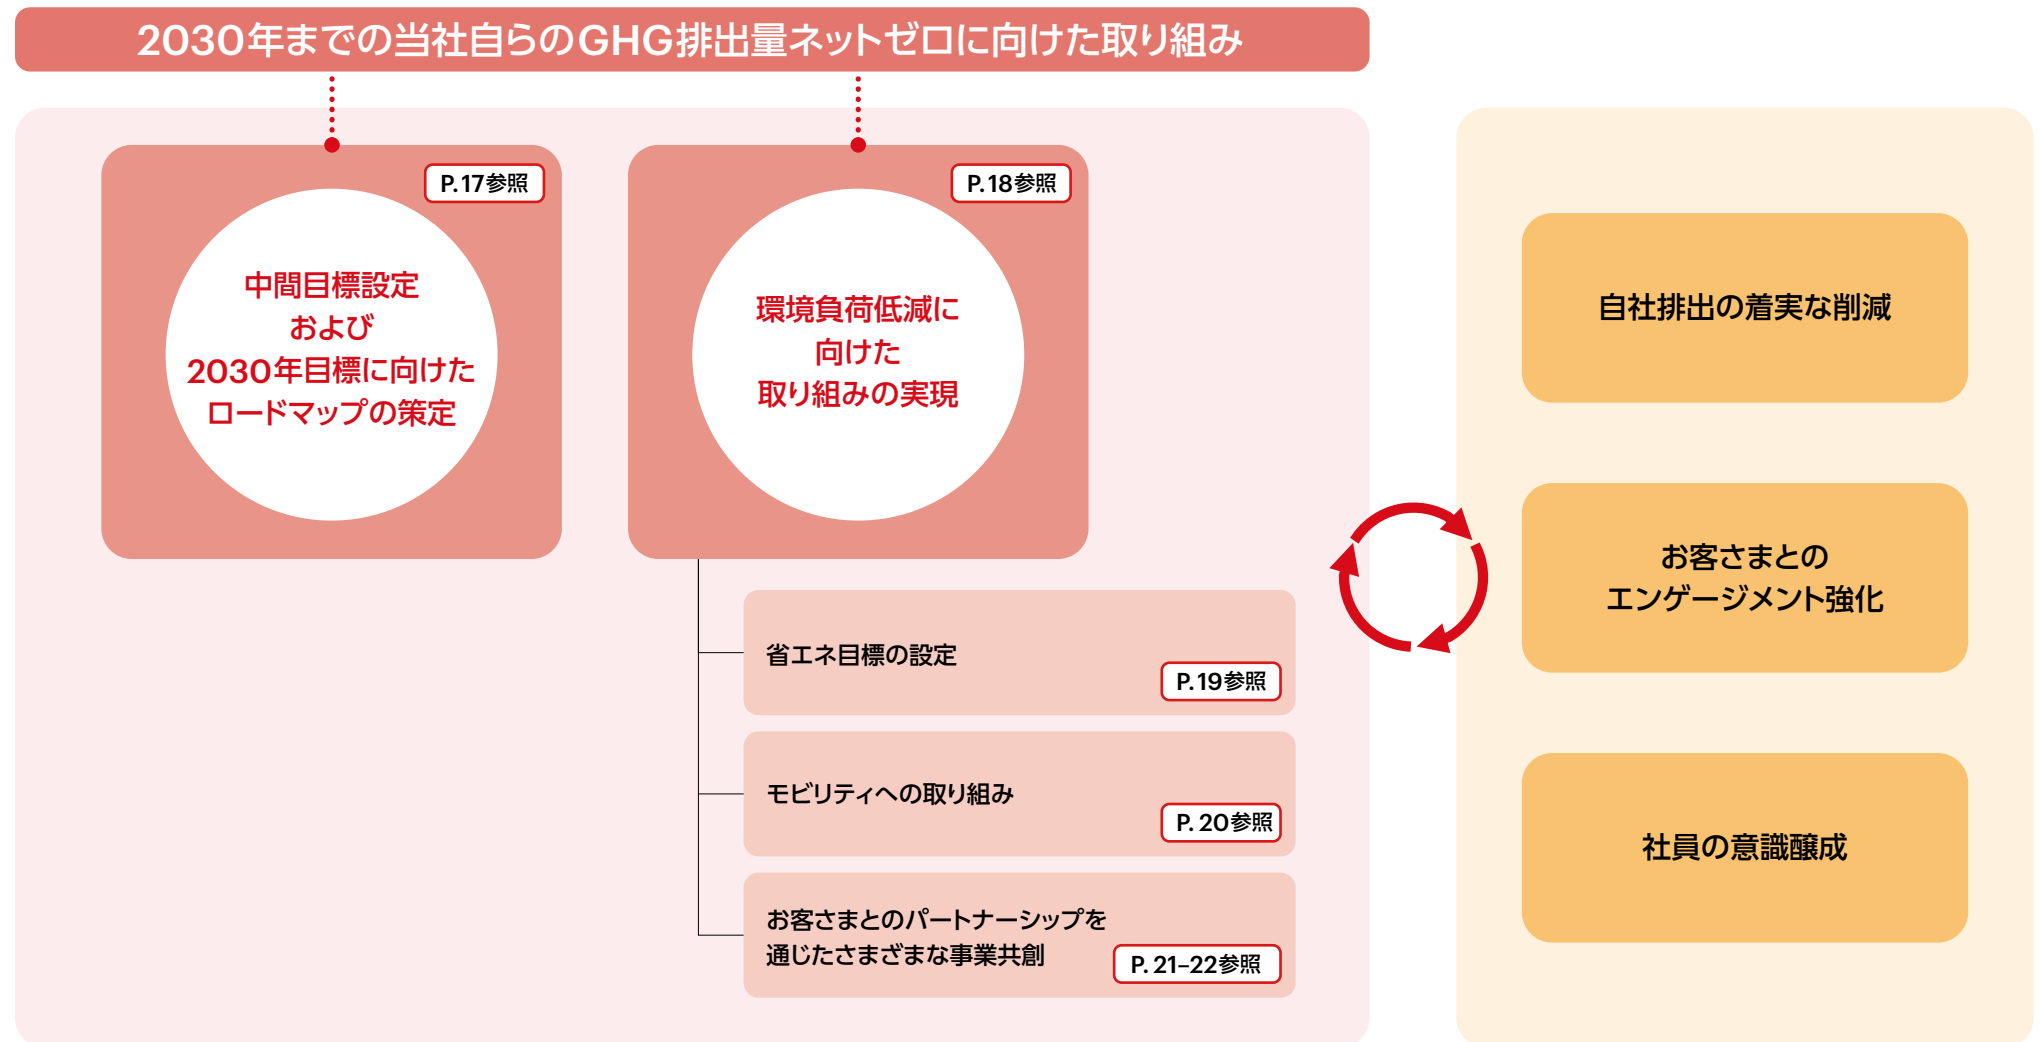 2030年までの当社自らのGHG排出量ネットゼロに向けた取り組み
P.17参照
中間目標設定
および
2030年目標に向けた
ロードマップの策定
P.18参照
環境負荷低減に
向けた
取り組みの実現
省エネ目標の設定
P.19参照
モビリティへの取り組み
P.20参照
お客さまとのパートナーシップを
通じたさまざまな事業共創
P.21–22参照
自社排出の着実な削減
お客さまとの
エンゲージメント強化
社員の意識醸成